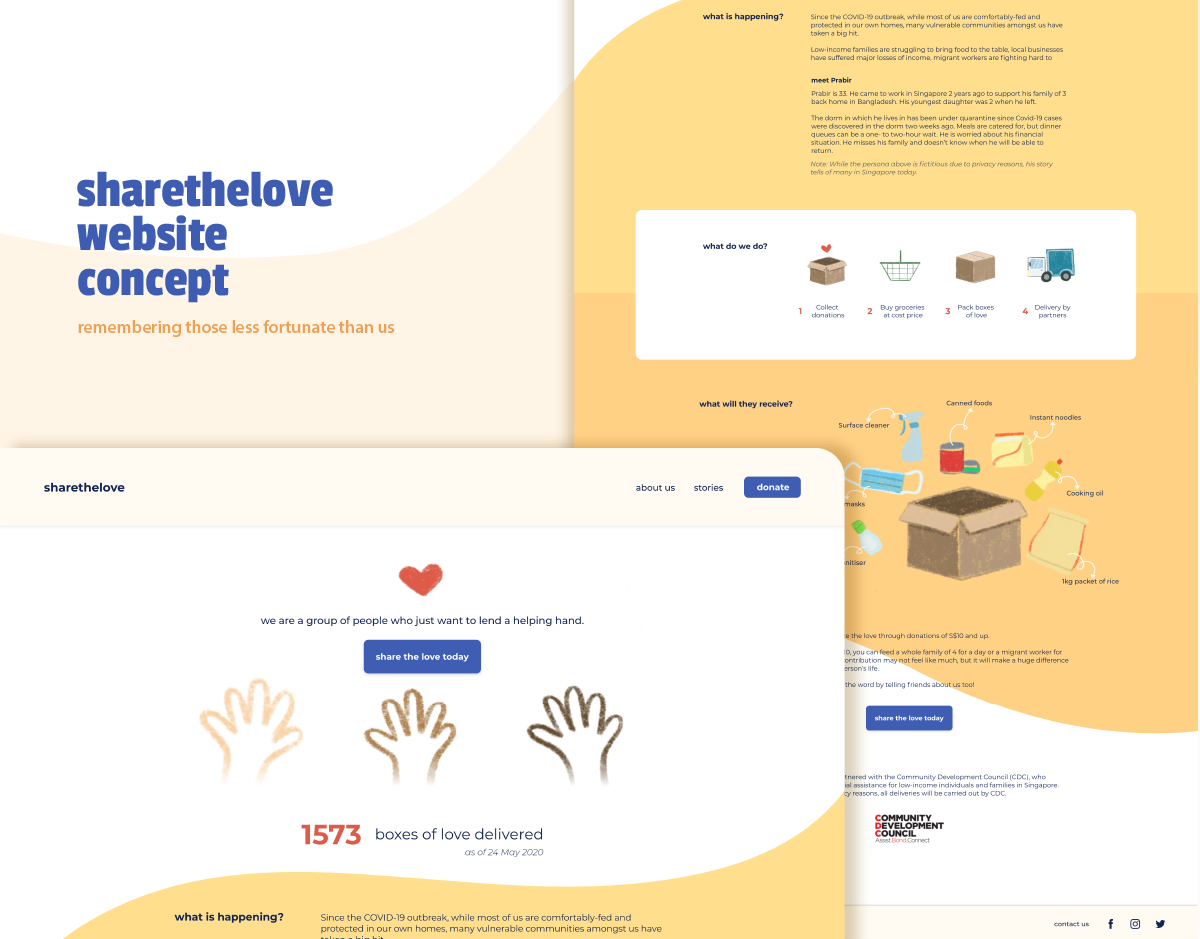 sharethelove
website
concept
remembering those less fortunate than us
what is happening?
Since the COVID-19 outbreak, while most of us are comfortably-fed and
protected in our own homes, many vulnerable communities amongst us have
taken a big hit.
Low-income families are struggling to bring food to the table, local businesses
have suffered major losses of income, migrant workers are fighting hard to
meet Prabir
Prabir is 33. He came to work in Singapore 2 years ago to support his family of 3
back home in Bangladesh. His youngest daughter was 2 when he left.
The dorm in which he lives in has been under quarantine since Covid-19 cases
were discovered in the dorm two weeks ago. Meals are catered for, but dinner
queues can be a one- to two-hour wait. He is worried about his financial
situation. He misses his family and doesn't know when he will be able to
return.
Note: While the persona above is fictitious due to privacy reasons, his story
tells of many in Singapore today.
what do we do?
1 Collect
donations
2 Buy groceries
at cost price
3 Pack boxes
of love
4 Delivery by
partners
what will they receive?
Canned foods
Surface cleaner
Instant noodles
Cooking oil
masks
1kg packet of rice
the love through donations of S$10 and up.
you can feed a whole family of 4 for a day or a migrant worker for
may not feel like much, but it will make a huge difference
life.
the word by telling friends about us too!
share the love today
with the Community Development Council (CDC), who
assistance for low-income individuals and families in Singapore.
reasons, all deliveries will be carried out by CDC.
COMMUNITY
DEVELOPMENT
COUNCIL
Assist.Bond.Connect
contact us
sharethelove
about us
stories
donate
we are a group of people who just want to lend a helping hand.
share the love today
1573 boxes of love delivered
as of 24 May 2020
what is happening?
Since the COVID-19 outbreak, while most of us are comfortably-fed and
protected in our own homes, many vulnerable communities amongst us have
taken a big hit.